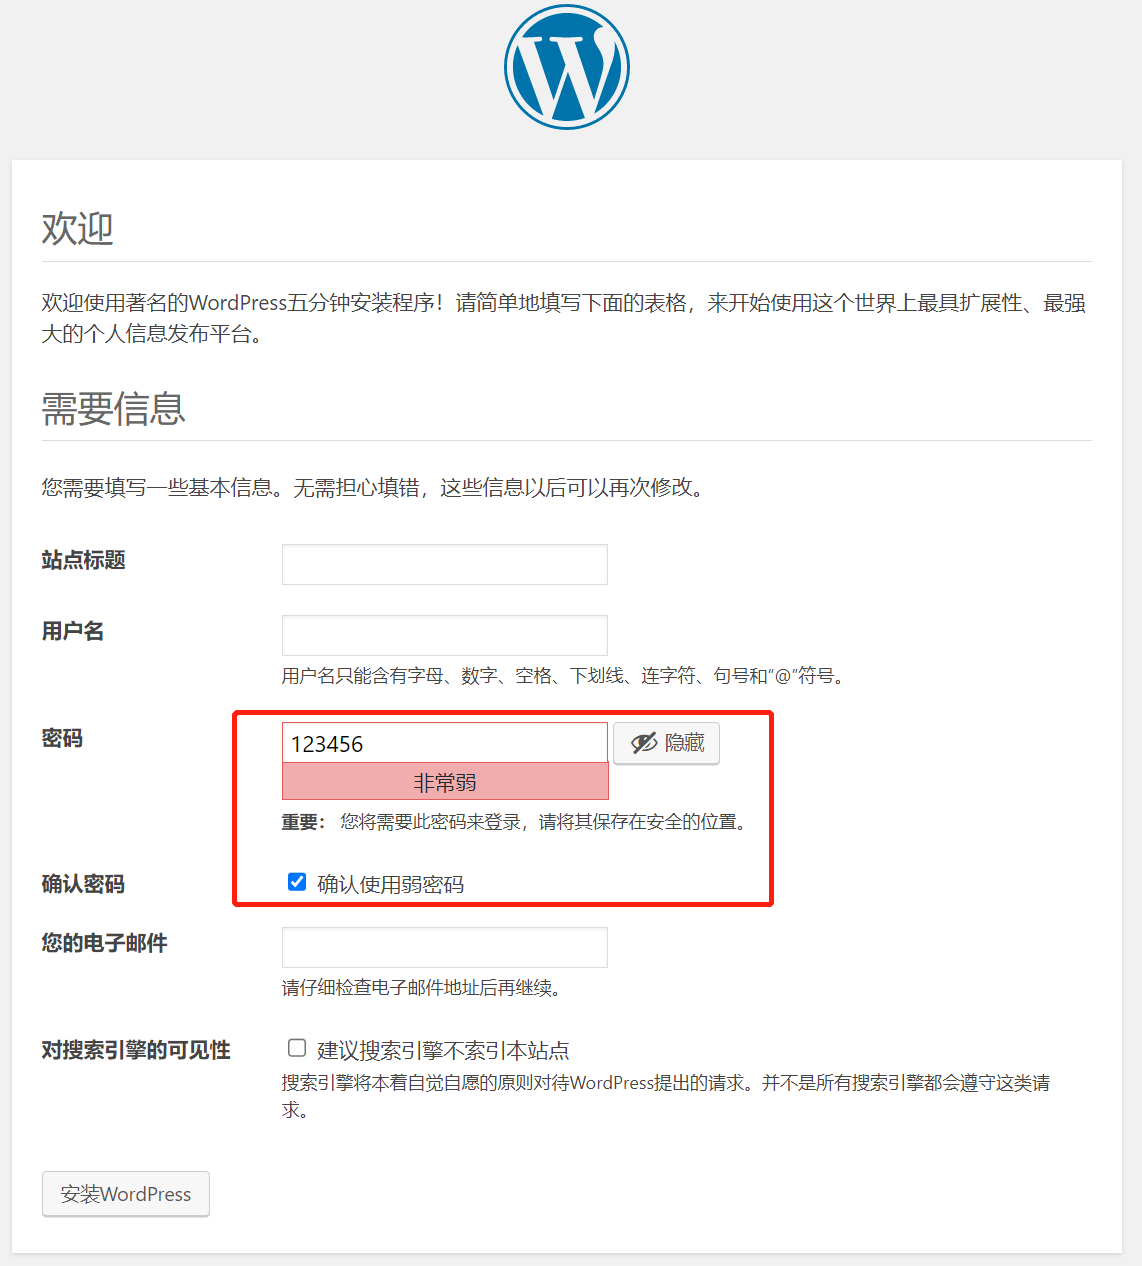 欢迎
欢迎使用著名的WordPress五分钟安装程序！请简单地填写下面的表格，来开始使用这个世界上最具扩展性、最强
大的个人信息发布平台。
需要信息
您需要填写一些基本信息。无需担心填错，这些信息以后可以再次修改。
站点标题
用户名
用户名只能含有字母、数字、空格、下划线、连字符、句号和“@”符号。
密码
123456
隐藏
非常弱
重要： 您将需要此密码来登录，请将其保存在安全的位置。
确认密码
确认使用弱密码
您的电子邮件
请仔细检查电子邮件地址后再继续。
对搜索引擎的可见性
建议搜索引擎不索引本站点
搜索引擎将本着自觉自愿的原则对待WordPress提出的请求。并不是所有搜索引擎都会遵守这类请
求。
安装WordPress